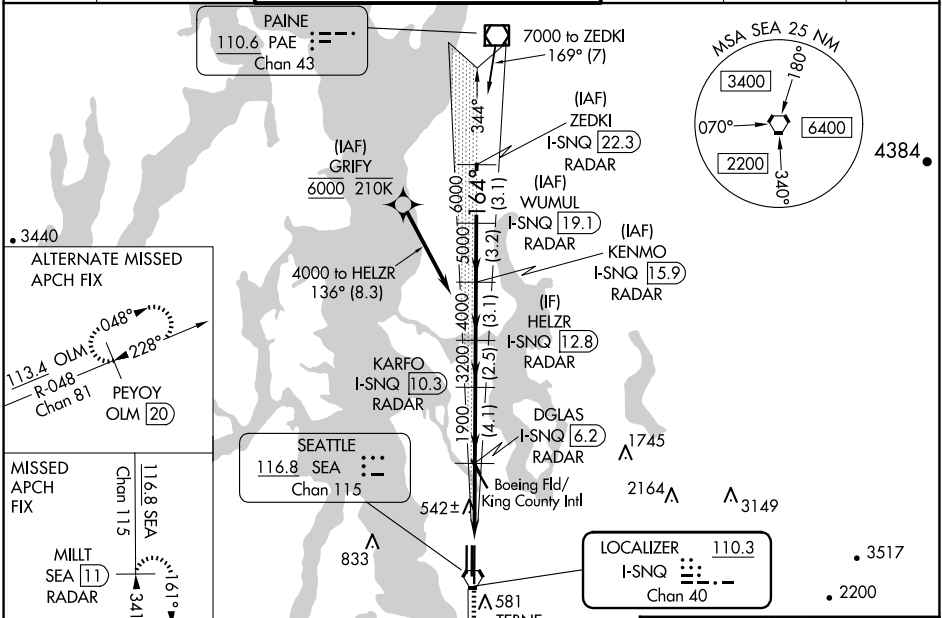 PAINE
110.6 PAE
Chan 43
7000 to ZEDKI
169° (7)
344°
MSA SEA 25 NM
180°
3400
070°
6400
2200
340°
4384
(IAF)
ZEDKI
I-SNQ 22.3
RADAR
(IAF)
GRIFY
6000 210K
6000
164°
(3.1)
(IAF)
WUMUL
I-SNQ 19.1
RADAR
5000
(3.2)
(IAF)
KENMO
I-SNQ 15.9
RADAR
3440
4000 to HELZR
136° (8.3)
4000
(3.1)
(IF)
HELZR
I-SNQ 12.8
RADAR
ALTERNATE MISSED
APCH FIX
048°
228°
113.4 OLM
R-048
Chan 81
PEYOY
OLM 20
3200
(2.5)
KARFO
I-SNQ 10.3
RADAR
1900
(4.1)
DGLAS
I-SNQ 6.2
RADAR
1745
SEATTLE
116.8 SEA
Chan 115
Boeing Fld/
King County Intl
542±
2164
3149
MISSED
APCH
FIX
116.8 SEA
Chan 115
MILLT
SEA 11
RADAR
161°
341
833
LOCALIZER 110.3
I-SNQ
Chan 40
3517
2200
581